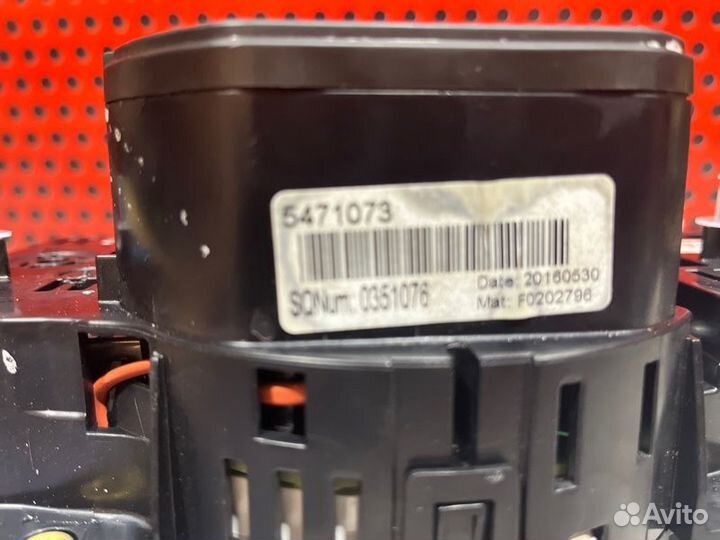 5471073
SQNum: 0351076
Date: 20160530
Mat: F0202796
Avito